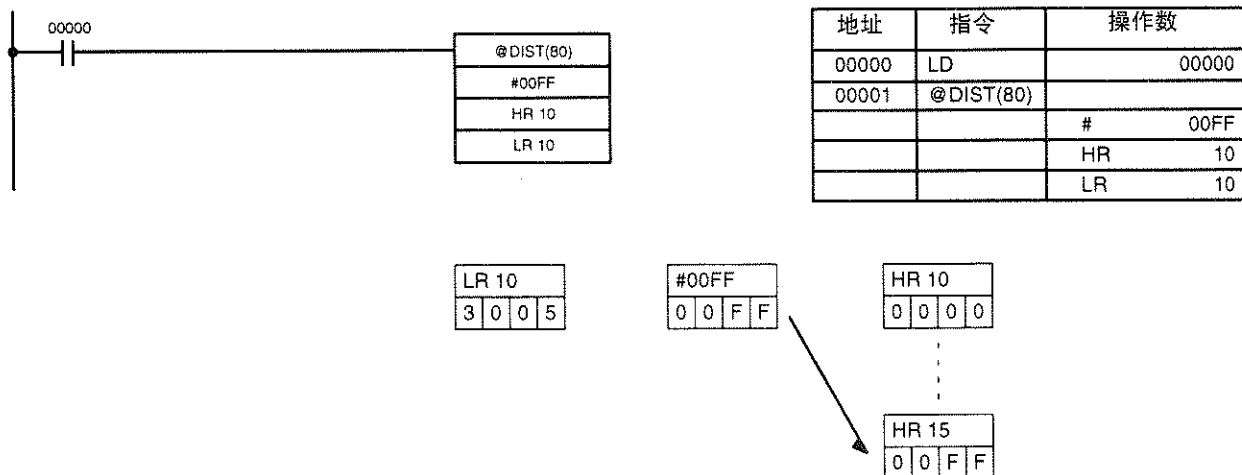 00000
@DIST(80)
#00FF
HR 10
LR 10
地址 指令 操作数
00000 LD 00000
00001 @DIST(80)
# 00FF
HR 10
LR 10
LR 10 #00FF HR 10
3 0 0 5 0 0 F F 0 0 0 0
HR 15
0 0 F F